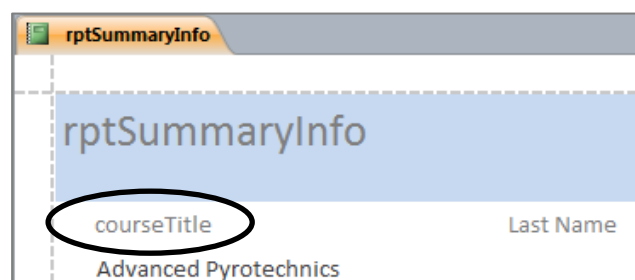 rptSummaryInfo
rptSummaryInfo
courseTitle Last Name
Advanced Pyrotechnics